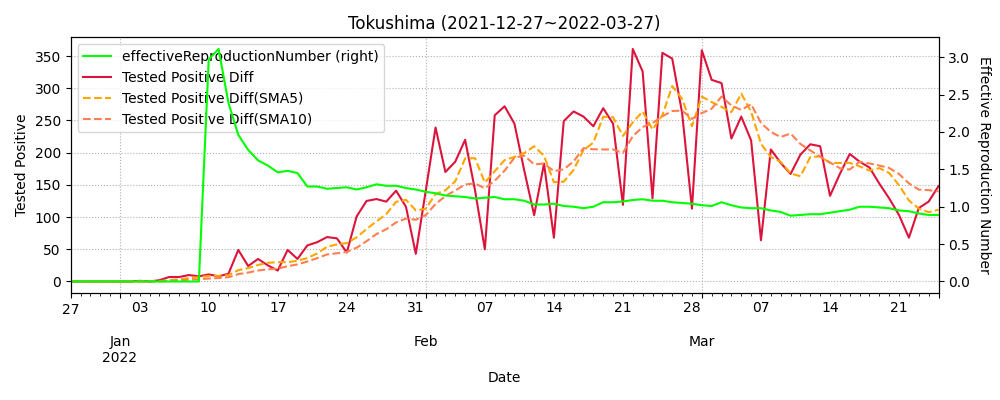 Tokushima (2021-12-27~2022-03-27)
effectiveReproductionNumber (right)
Tested Positive Diff
Tested Positive Diff(SMA5)
Tested Positive Diff(SMA10)
Tested Positive
350
300
250
200
150
100
50
0
3.0
2.5
2.0
1.5
1.0
0.5
0.0
Effective Reproduction Number
27 03 10 17 24 31 07 14 21 28 07 14 21
Jan Feb Mar
2022
Date